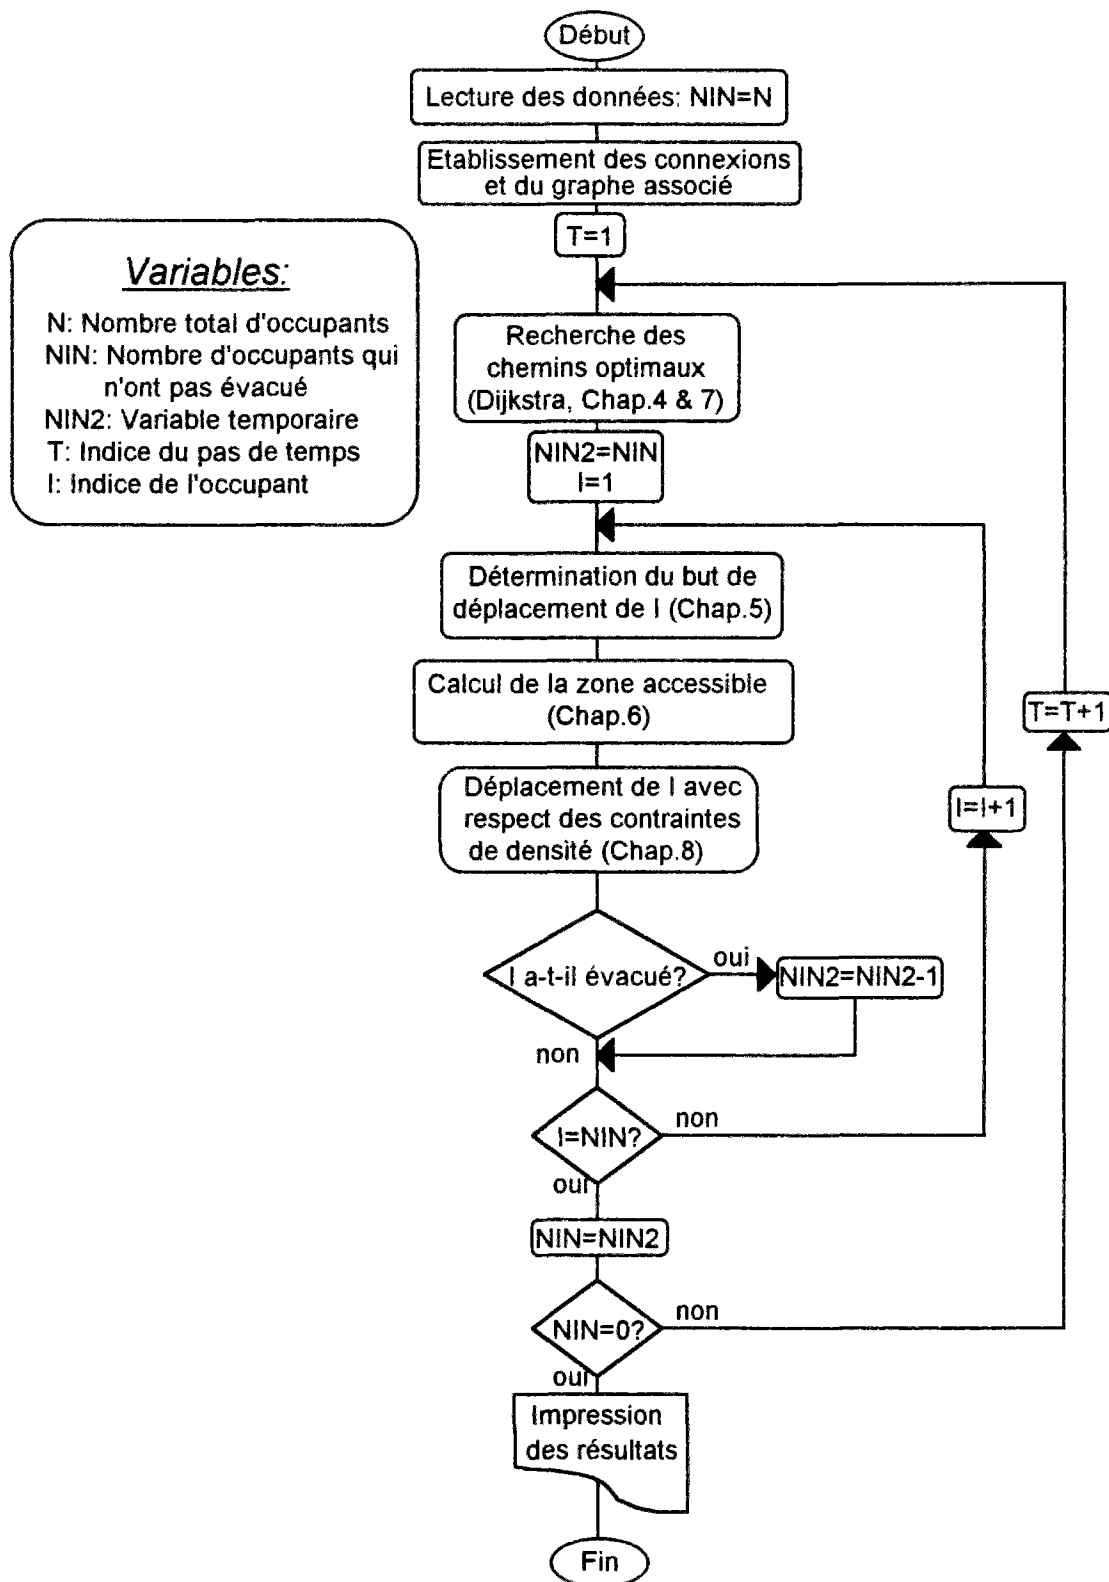 Début
Lecture des données: NIN=N
Etablissement des connexions
et du graphe associé
T=1
Variables:
N: Nombre total d'occupants
NIN: Nombre d'occupants qui
n'ont pas évacué
NIN2: Variable temporaire
T: Indice du pas de temps
I: Indice de l'occupant
Recherche des
chemins optimaux
(Dijkstra, Chap.4 & 7)
NIN2=NIN
I=1
Détermination du but de
déplacement de I (Chap.5)
Calcul de la zone accessible
(Chap.6)
T=T+1
Déplacement de I avec
respect des contraintes
de densité (Chap.8)
I=I+1
I a-t-il évacué?
oui
NIN2=NIN2-1
non
I=NIN?
non
oui
NIN=NIN2
NIN=0?
non
oui
Impression
des résultats
Fin